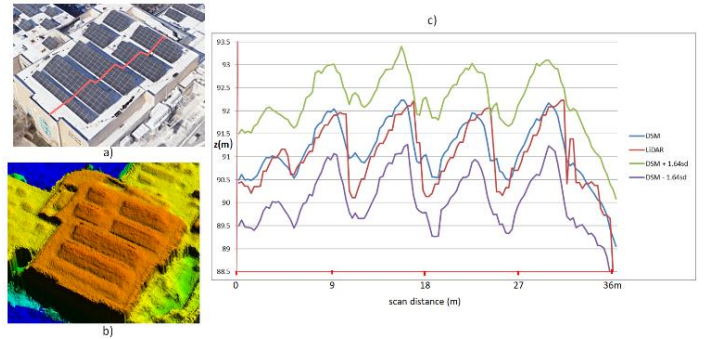 c)
93.5
93
92.5
92
91.5
z(m)
91
90.5
90
89.5
89
88.5
0
9
18
27
36m
scan distance (m)
DSM
LiDAR
DSM + 1.64sd
DSM - 1.64sd
a)
b)